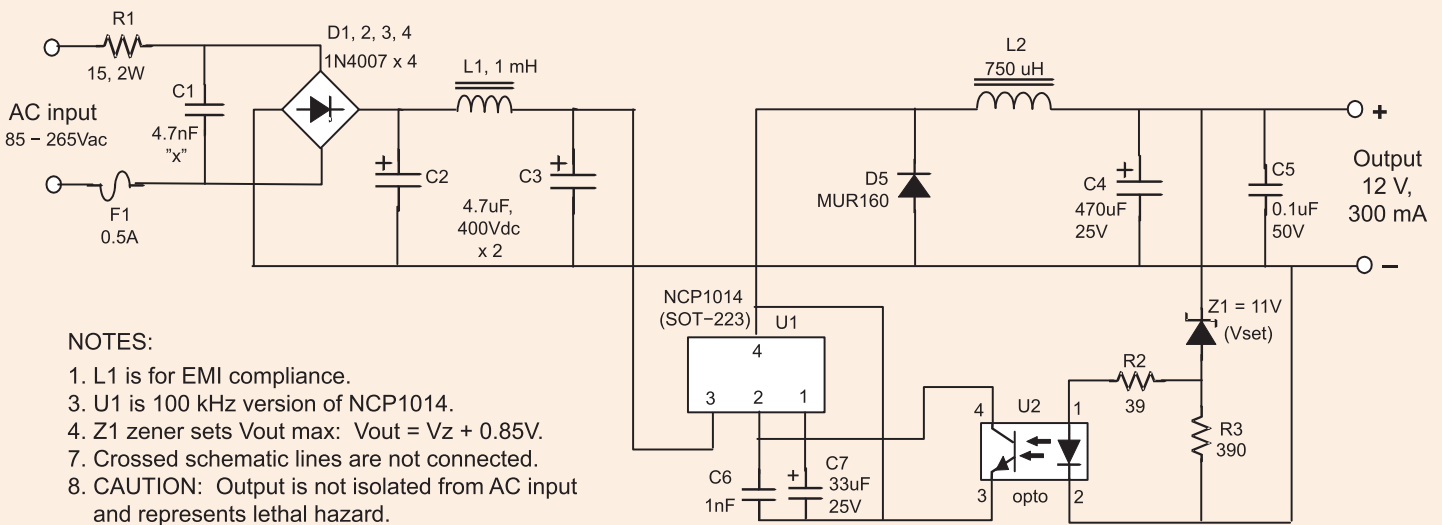 R1
15, 2W
AC input
85 − 265Vac
C1
4.7nF
"x"
F1
0.5A
D1, 2, 3, 4
1N4007 x 4
L1, 1 mH
+
C2
4.7uF,
400Vdc
x 2
C3
+
L2
750 uH
D5
MUR160
+
C4
470uF
25V
C5
0.1uF
50V
+
Output
12 V,
300 mA
−
NCP1014
(SOT−223)
U1
4
3 2 1
C6
1nF
+
C7
33uF
25V
4
U2
1
3
opto
2
R2
39
Z1 = 11V
(Vset)
R3
390
NOTES:
1. L1 is for EMI compliance.
3. U1 is 100 kHz version of NCP1014.
4. Z1 zener sets Vout max: Vout = Vz + 0.85V.
7. Crossed schematic lines are not connected.
8. CAUTION: Output is not isolated from AC input
and represents lethal hazard.